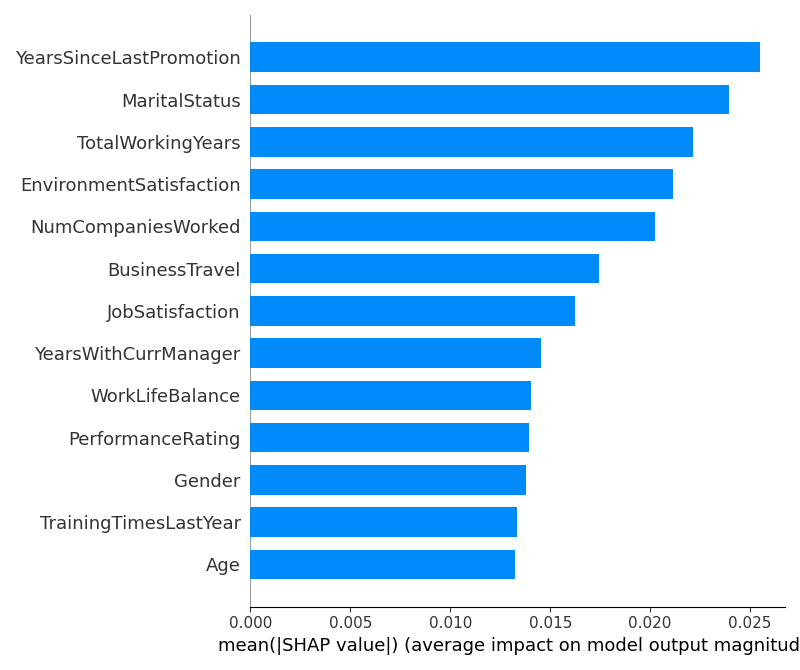 YearsSinceLastPromotion
MaritalStatus
TotalWorkingYears
EnvironmentSatisfaction
NumCompaniesWorked
BusinessTravel
JobSatisfaction
YearsWithCurrManager
WorkLifeBalance
PerformanceRating
Gender
TrainingTimesLastYear
Age
0.000 0.005 0.010 0.015 0.020 0.025
mean(|SHAP value|) (average impact on model output magnitud